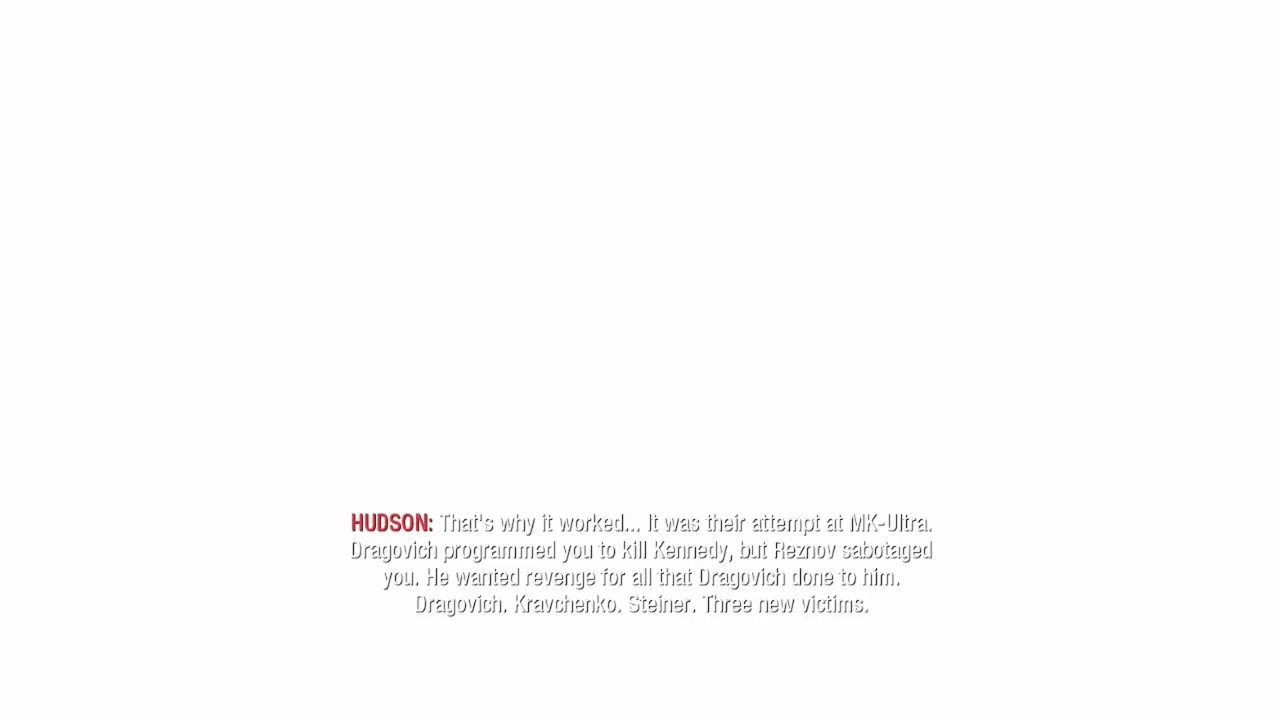 HUDSON: That's why it worked... It was their attempt at MK-Ultra.
Dragovich programmed you to kill Kennedy, but Reznov sabotaged
you. He wanted revenge for all that Dragovich done to him.
Dragovich. Kravchenko. Steiner. Three new victims.